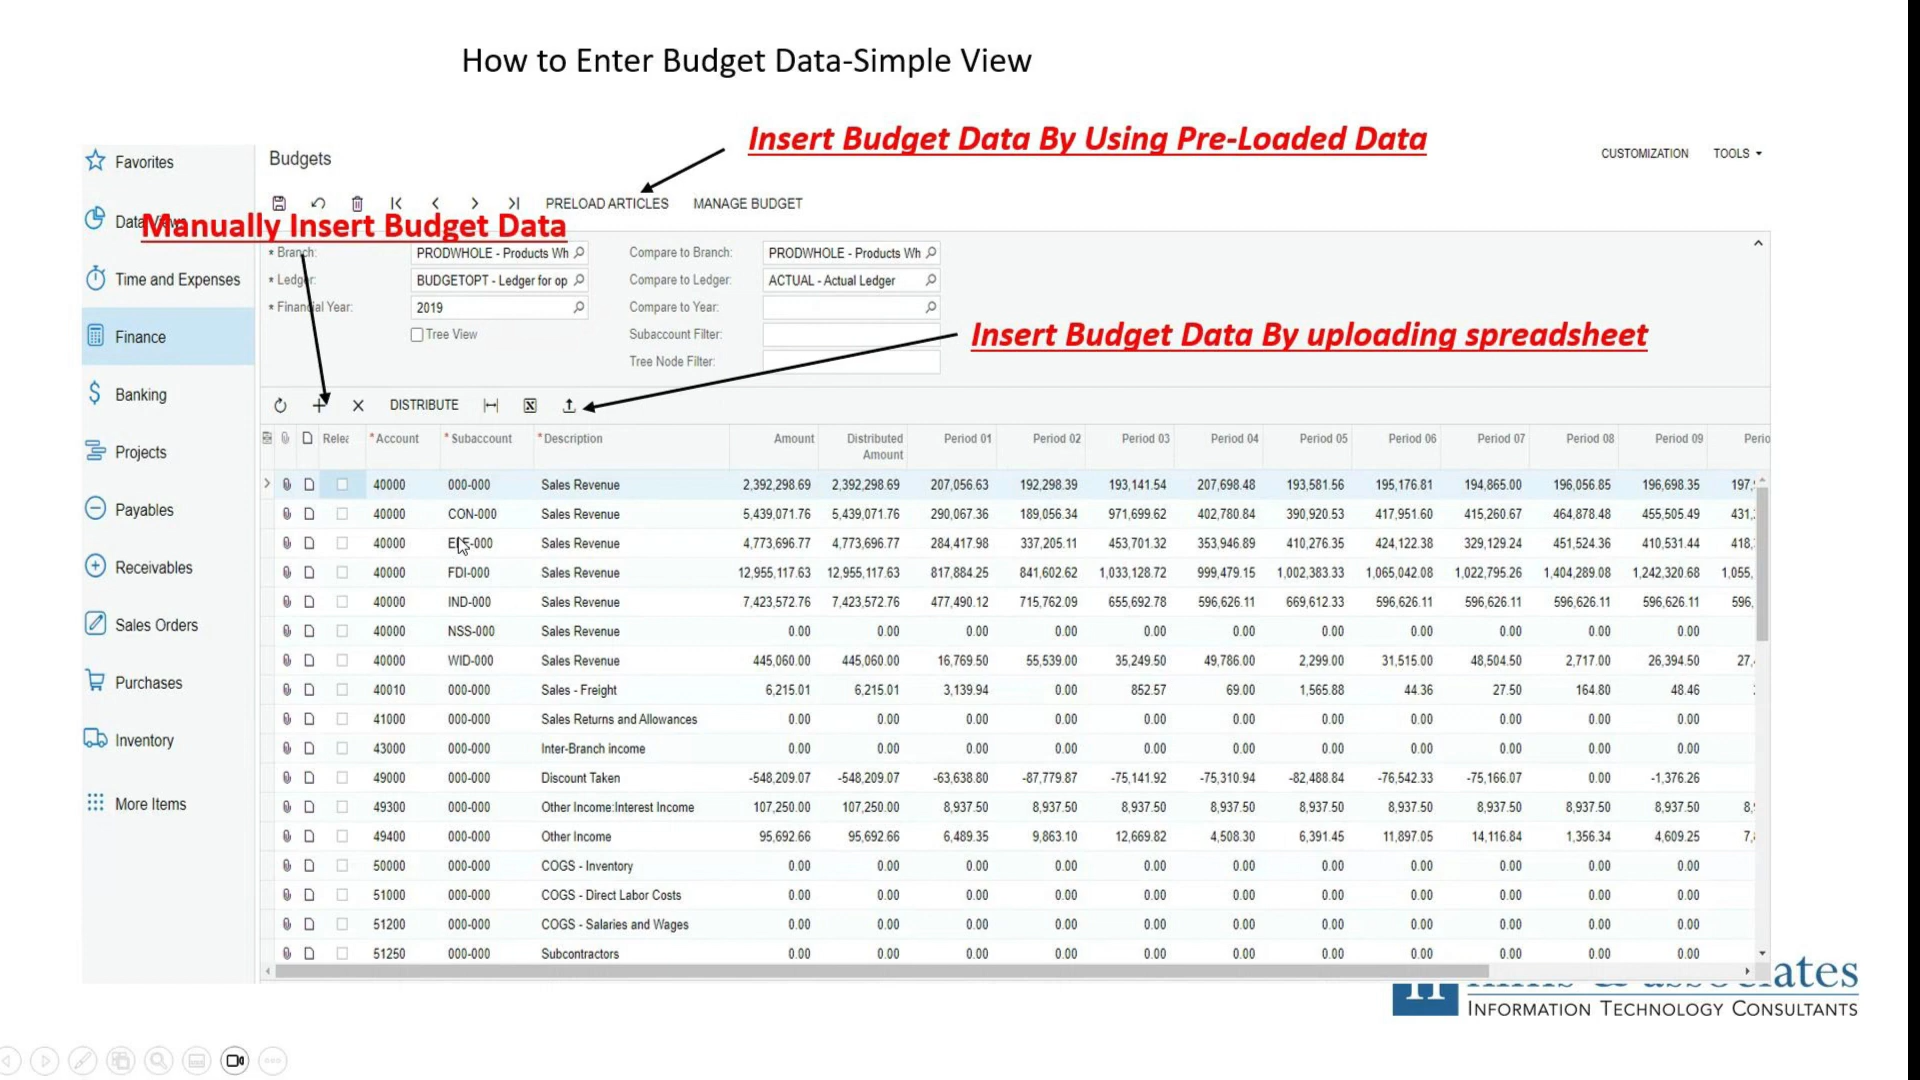 How to Enter Budget Data-Simple View
Insert Budget Data By Using Pre-Loaded Data
Favorites
Budgets
CUSTOMIZATION TOOLS
PRELOAD ARTICLES MANAGE BUDGET
Data
Manually Insert Budget Data
Time and Expenses
Finance
Banking
Projects
Payables
Receivables
Sales Orders
Purchases
Inventory
More Items
* Branch: PRODWHOLE - Products Wh Compare to Branch: PRODWHOLE - Products Wh
* Ledger: BUDGETOPT - Ledger for op Compare to Ledger: ACTUAL - Actual Ledger
* Financial Year: 2019 Compare to Year:
Tree View Subaccount Filter:
Tree Node Filter:
Insert Budget Data By uploading spreadsheet
DISTRIBUTE
Relea * Account * Subaccount * Description Amount Distributed Amount Period 01 Period 02 Period 03 Period 04 Period 05 Period 06 Period 07 Period 08 Period 09 Perio
40000 000-000 Sales Revenue 2,392,298.69 2,392,298.69 207,056.63 192,298.39 193,141.54 207,698.48 193,581.56 195,176.81 194,865.00 196,056.85 196,698.35 197,
40000 CON-000 Sales Revenue 5,439,071.76 5,439,071.76 290,067.36 189,056.34 971,699.62 402,780.84 390,920.53 417,951.60 415,260.67 464,878.48 455,505.49 431,
40000 Sales Revenue 4,773,696.77 4,773,696.77 284,417.98 337,205.11 453,701.32 353,946.89 410,276.35 424,122.38 329,129.24 451,524.36 410,531.44 418,
40000 FDI-000 Sales Revenue 12,955,117.63 12,955,117.63 817,884.25 841,602.62 1,033,128.72 999,479.15 1,002,383.33 1,065,042.08 1,022,795.26 1,404,289.08 1,242,320.68 1,055,
40000 IND-000 Sales Revenue 7,423,572.76 7,423,572.76 477,490.12 715,762.09 655,692.78 596,626.11 669,612.33 596,626.11 596,626.11 596,626.11 596,626.11 596,
40000 NSS-000 Sales Revenue 0.00 0.00 0.00 0.00 0.00 0.00 0.00 0.00 0.00 0.00 0.00
40000 WID-000 Sales Revenue 445,060.00 445,060.00 16,769.50 55,539.00 35,249.50 49,786.00 2,299.00 31,515.00 48,504.50 2,717.00 26,394.50 27,
40010 000-000 Sales - Freight 6,215.01 6,215.01 3,139.94 0.00 852.57 69.00 1,565.88 44.36 27.50 164.80 48.46
41000 000-000 Sales Returns and Allowances 0.00 0.00 0.00 0.00 0.00 0.00 0.00 0.00 0.00 0.00 0.00
43000 000-000 Inter-Branch income 0.00 0.00 0.00 0.00 0.00 0.00 0.00 0.00 0.00 0.00 0.00
49000 000-000 Discount Taken -548,209.07 -548,209.07 -63,638.80 -87,779.87 -75,141.92 -75,310.94 -82,488.84 -76,542.33 -75,166.07 0.00 -1,376.26
49300 000-000 Other Income:Interest Income 107,250.00 107,250.00 8,937.50 8,937.50 8,937.50 8,937.50 8,937.50 8,937.50 8,937.50 8,937.50 8,937.50 8,
49400 000-000 Other Income 95,692.66 95,692.66 6,489.35 9,863.10 12,669.82 4,508.30 6,391.45 11,897.05 14,116.84 1,356.34 4,609.25 7,
50000 000-000 COGS - Inventory 0.00 0.00 0.00 0.00 0.00 0.00 0.00 0.00 0.00 0.00 0.00
51000 000-000 COGS - Direct Labor Costs 0.00 0.00 0.00 0.00 0.00 0.00 0.00 0.00 0.00 0.00 0.00
51200 000-000 COGS - Salaries and Wages 0.00 0.00 0.00 0.00 0.00 0.00 0.00 0.00 0.00 0.00 0.00
51250 000-000 Subcontractors 0.00 0.00 0.00 0.00 0.00 0.00 0.00 0.00 0.00 0.00 0.00
INFORMATION TECHNOLOGY CONSULTANTS